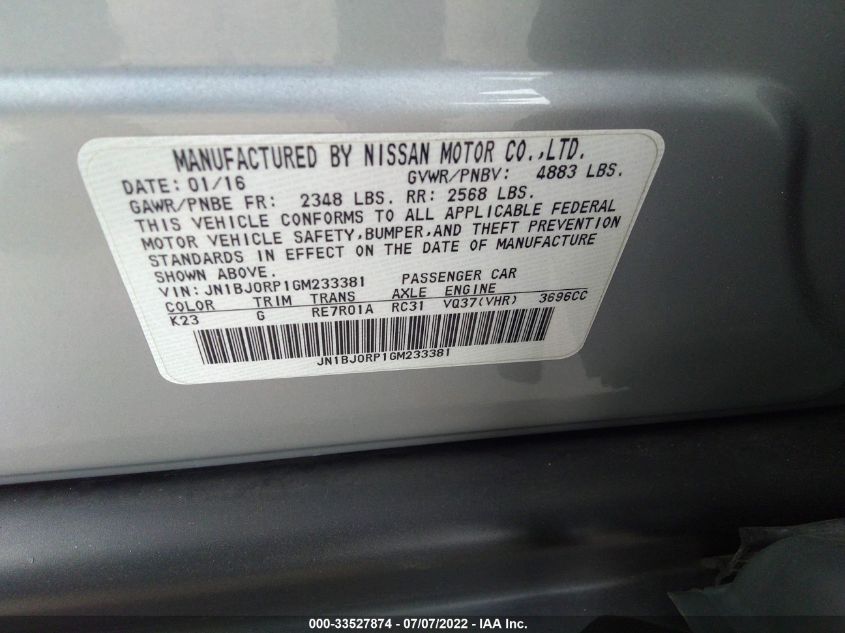 MANUFACTURED BY NISSAN MOTOR CO.,LTD.
DATE: 01/16 GVWR/PNBV: 4883 LBS.
GAWR/PNBE FR: 2348 LBS. RR: 2568 LBS.
THIS VEHICLE CONFORMS TO ALL APPLICABLE FEDERAL
MOTOR VEHICLE SAFETY,BUMPER,AND THEFT PREVENTION
STANDARDS IN EFFECT ON THE DATE OF MANUFACTURE
SHOWN ABOVE.
VIN: JN1BJ0RP1GM233381 PASSENGER CAR
COLOR TRIM TRANS AXLE ENGINE
K23 G RE7R01A RC31 VQ37(VHR) 3696CC
JN1BJ0RP1GM233381
000-33527874 / 07/07/2022 - IAA Inc.